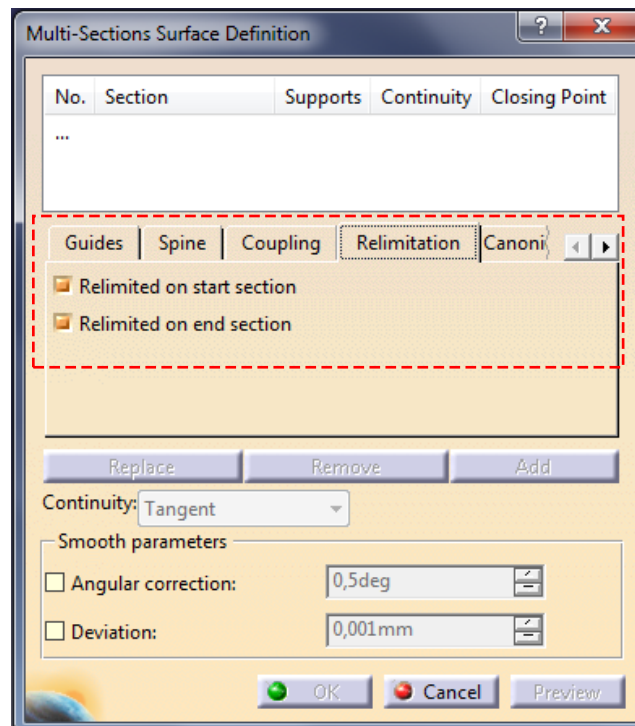 Multi-Sections Surface Definition
?
No. Section Supports Continuity Closing Point
...
Guides Spine Coupling Relimitation Canoni
Relimited on start section
Relimited on end section
Replace Remove Add
Continuity: Tangent
Smooth parameters
Angular correction: 0,5deg
Deviation: 0,001mm
OK Cancel Preview